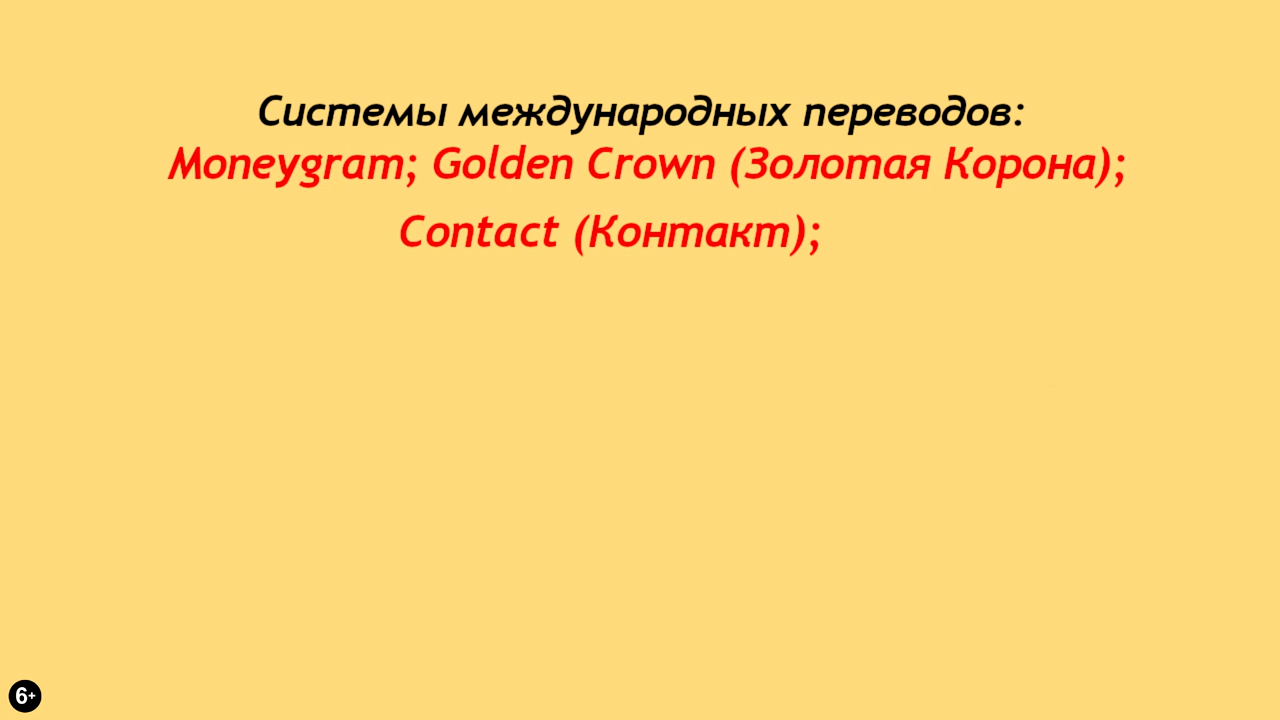 Системы международных переводов:
Moneygram; Golden Crown (Золотая Корона);
Contact (Контакт);
6+